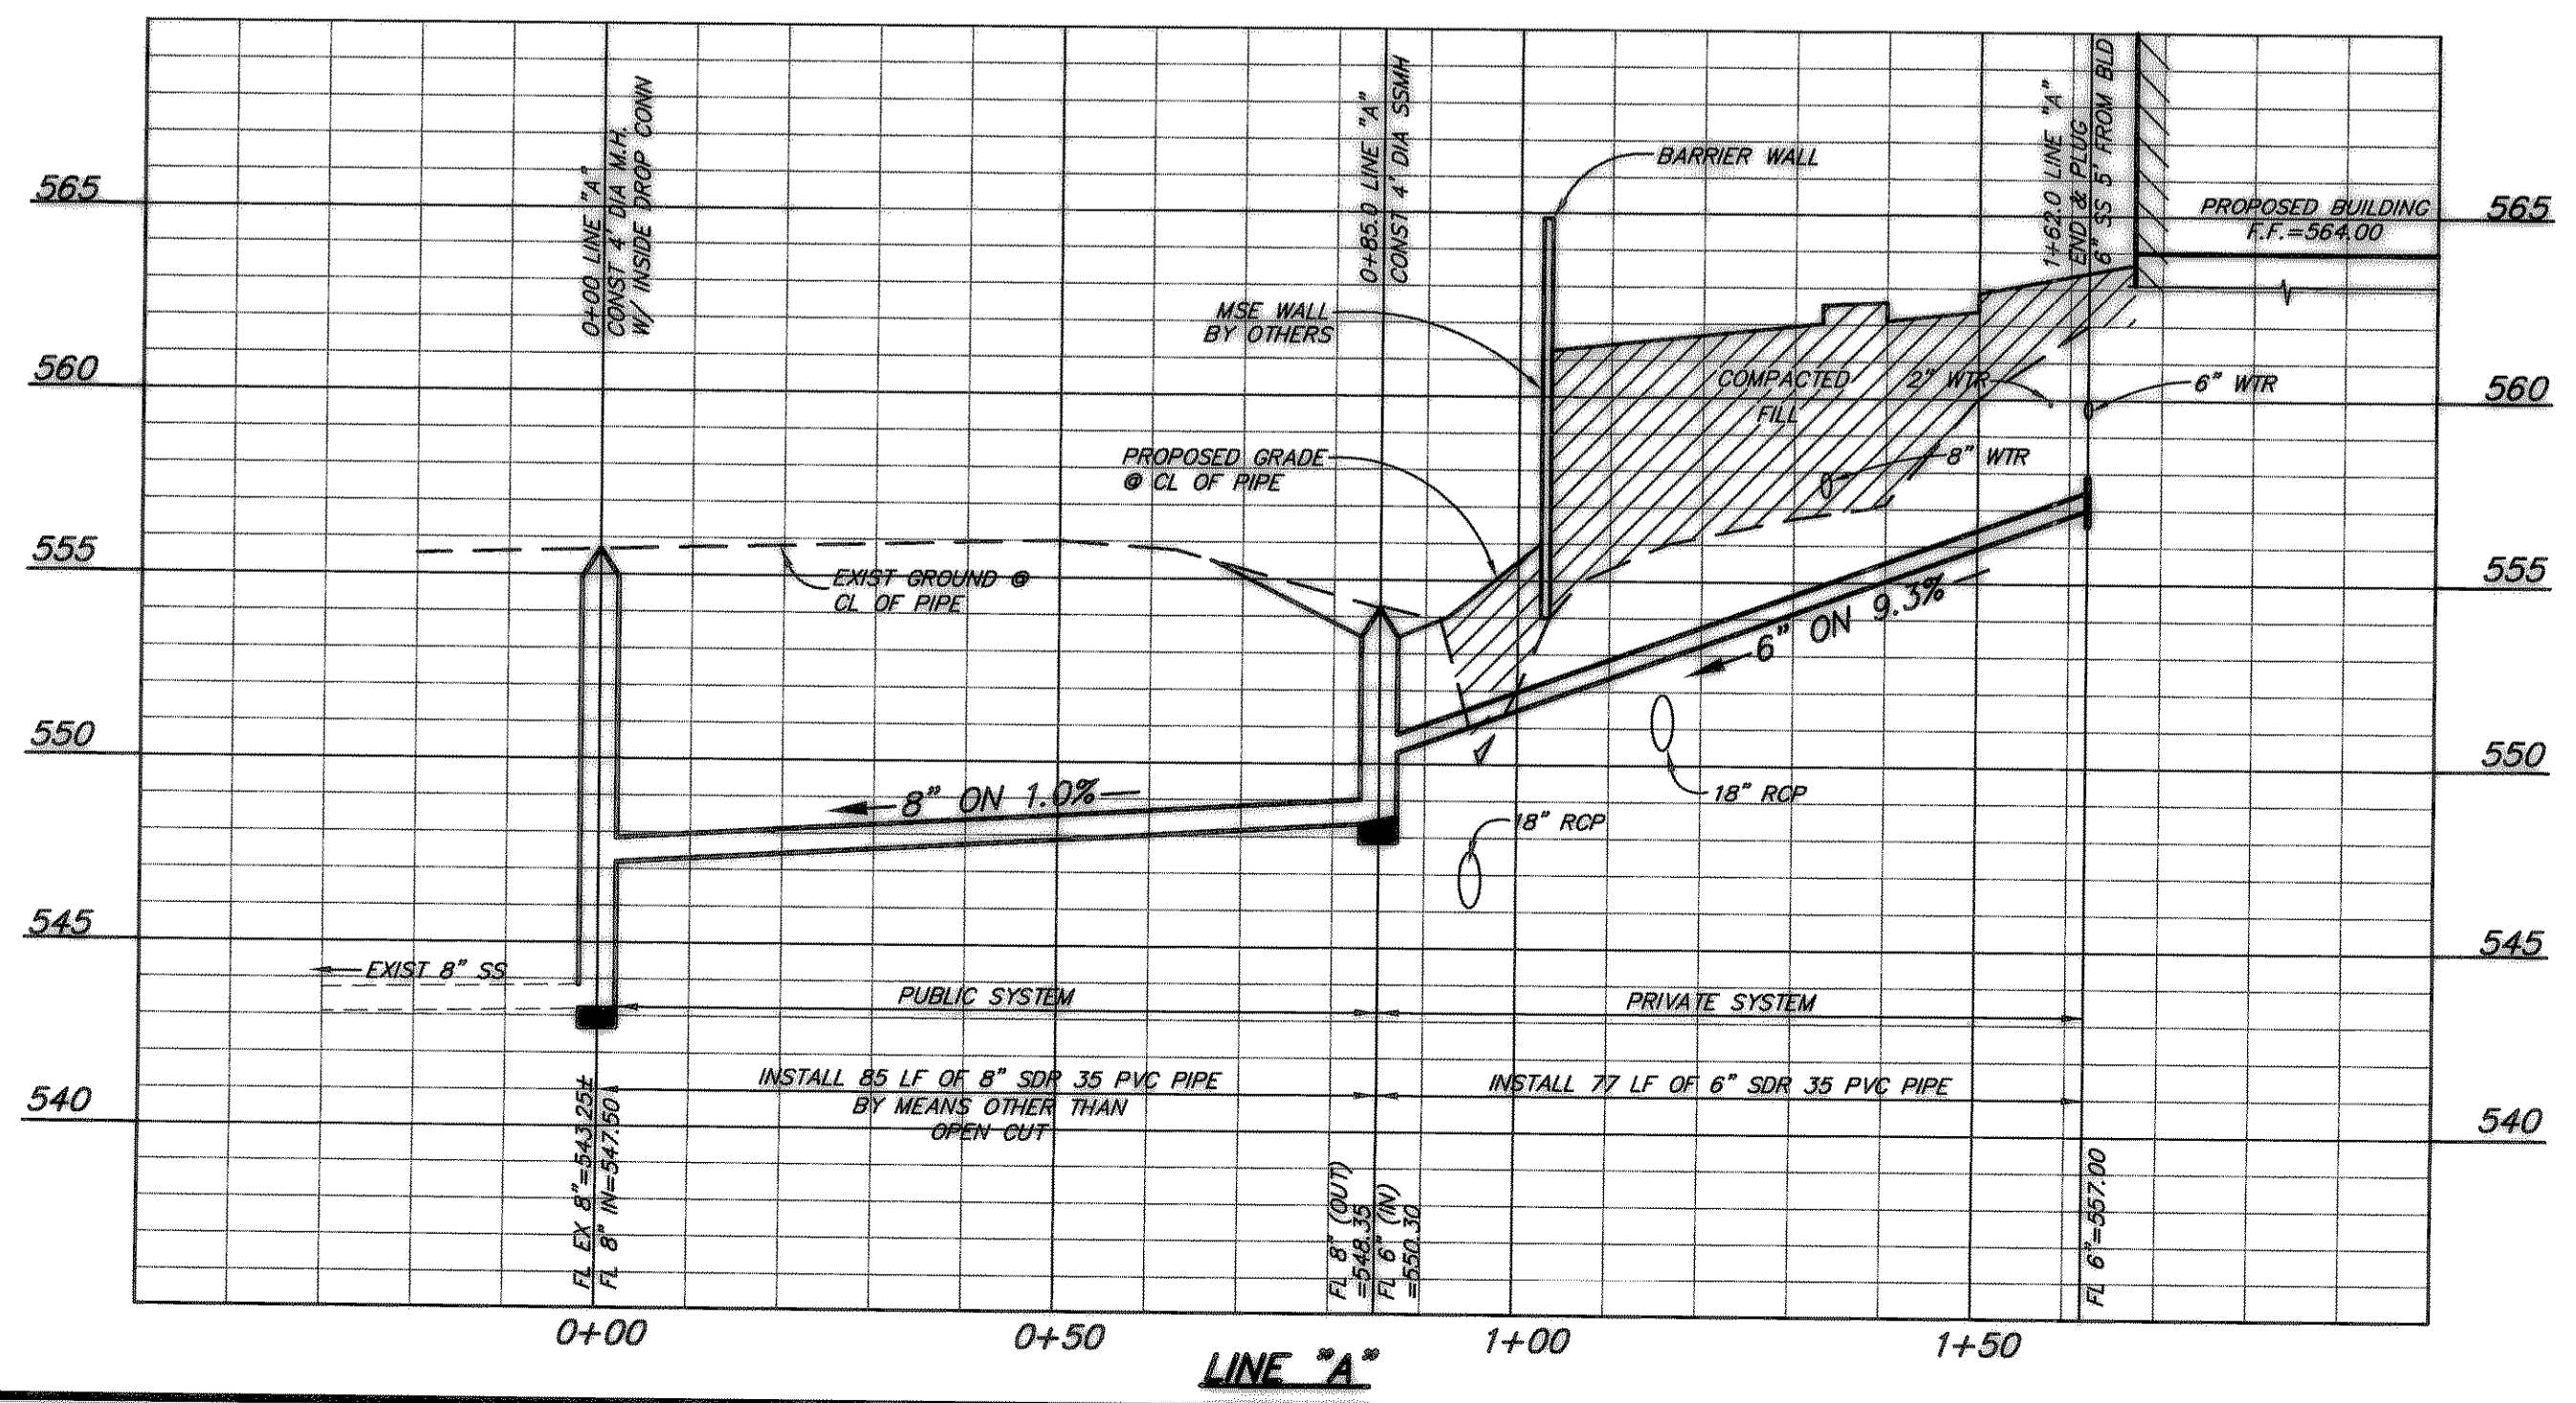 0+00 LINE "A"
CONST 4' DIA M.H.
W/ INSIDE DROP CONN
0+85.0 LINE "A"
CONST 4' DIA SSMH
1+62.0 LINE "A"
END & PLUG
6" SS 5' FROM BLD
BARRIER WALL
PROPOSED BUILDING
F.F.=564.00
565
565
MSE WALL
BY OTHERS
COMPACTED
FILL
2" WTR
6" WTR
560
560
PROPOSED GRADE
@ CL OF PIPE
8" WTR
EXIST GROUND @
CL OF PIPE
555
555
6" ON 9.3%
550
550
8" ON 1.0%
18" RCP
18" RCP
545
545
EXIST 8" SS
PUBLIC SYSTEM
PRIVATE SYSTEM
INSTALL 85 LF OF 8" SDR 35 PVC PIPE
BY MEANS OTHER THAN
OPEN CUT
INSTALL 77 LF OF 6" SDR 35 PVC PIPE
540
540
FL EX 8"=543.25±
FL 8" IN=547.50
FL 8" (OUT)
=548.35
FL 6" (IN)
=550.30
FL 6"=557.00
0+00
0+50
1+00
1+50
LINE "A"